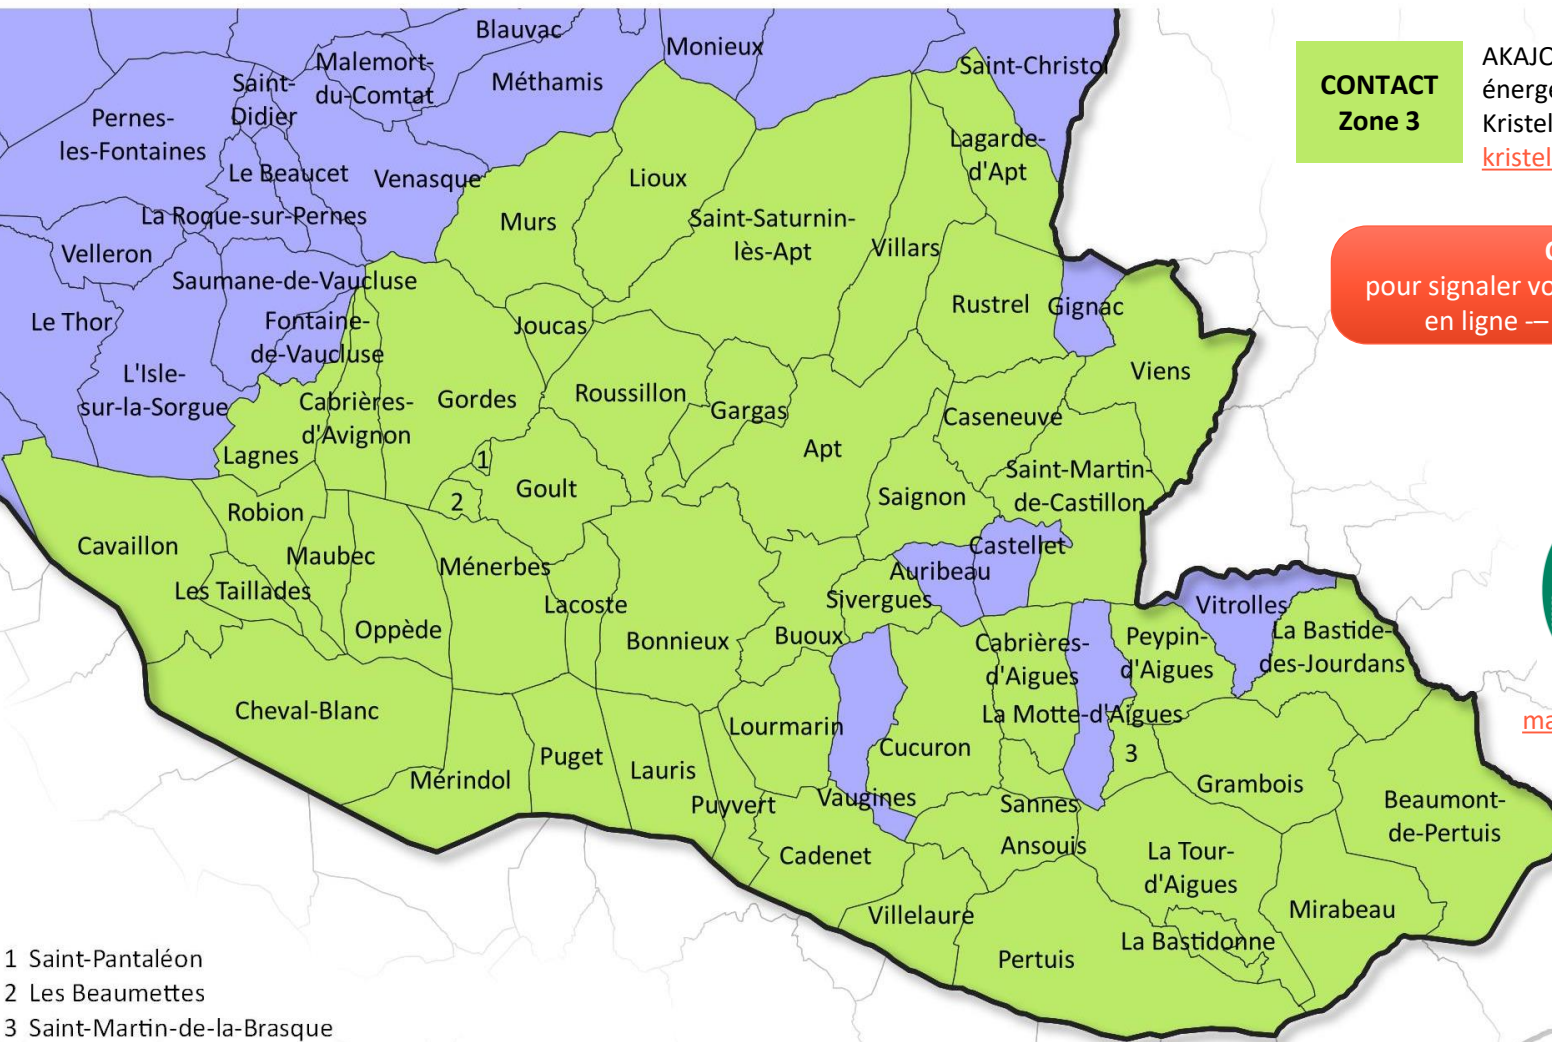 Blauvac
Monieux
Malemort-
du-Comtat
Méthamis
Saint-Christol
Saint-
Didier
Pernes-
les-Fontaines
Le Beaucet
Venasque
Lioux
Lagarde-
d'Apt
La Roque-sur-Pernes
Murs
Saint-Saturnin-
lès-Apt
Villars
Velleron
Saumane-de-Vaucluse
Rustrel
Gignac
Le Thor
Fontaine-
de-Vaucluse
Joucas
L'Isle-
sur-la-Sorgue
Cabrières-
d'Avignon
Gordes
Roussillon
Gargas
Viens
Caseneuve
Apt
Lagnes
1
Goult
2
Saint-Martin-
de-Castillon
Saignon
Robion
Cavaillon
Maubec
Ménerbes
Castellet
Auribeau
Les Taillades
Lacoste
Sivergues
Vitrolles
Oppède
Bonnieux
Buoux
Cabrières-
d'Aigues
Peypin-
d'Aigues
La Bastide-
des-Jourdans
Cheval-Blanc
Lourmarin
La Motte-d'Aigues
Cucuron
3
Mérindol
Puget
Lauris
Puyvert
Vaugines
Sannes
Grambois
Beaumont-
de-Pertuis
Cadenet
Ansouis
La Tour-
d'Aigues
Villelaure
Mirabeau
La Bastidonne
Pertuis
1 Saint-Pantaléon
2 Les Beaumettes
3 Saint-Martin-de-la-Brasque
CONTACT
Zone 3
Kristel
kristel
pour signaler
en ligve -–